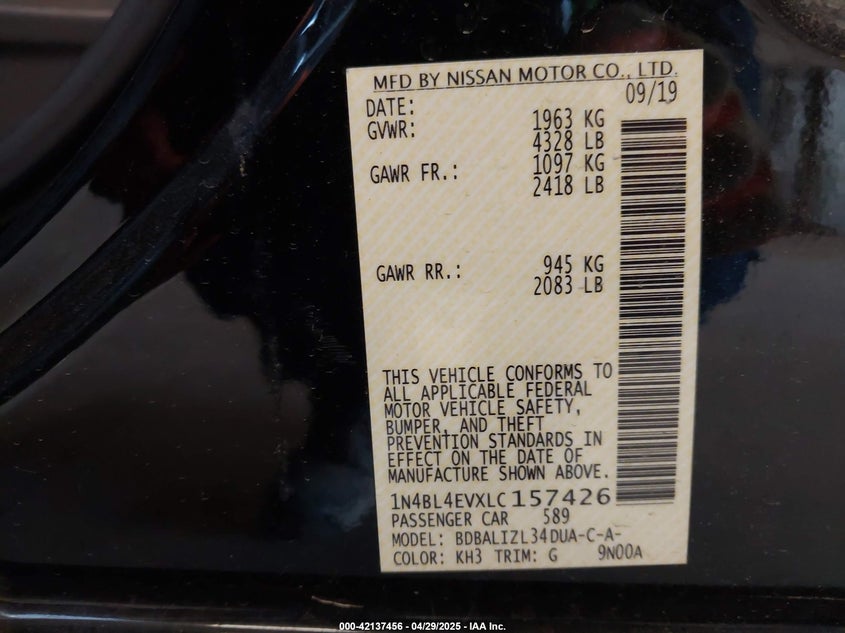 MFD BY NISSAN MOTOR CO., LTD.
DATE: 09/19
GVWR: 1963 KG
4328 LB
GAWR FR.: 1097 KG
2418 LB
GAWR RR.: 945 KG
2083 LB
THIS VEHICLE CONFORMS TO
ALL APPLICABLE FEDERAL
MOTOR VEHICLE SAFETY,
BUMPER, AND THEFT
PREVENTION STANDARDS IN
EFFECT ON THE DATE OF
MANUFACTURE SHOWN ABOVE.
1N4BL4EVXLC157426
PASSENGER CAR 589
MODEL: BDBALIZL34DUA-C-A-
COLOR: KH3 TRIM: G 9N00A
000-42137456 - 04/29/2025 - IAA Inc.